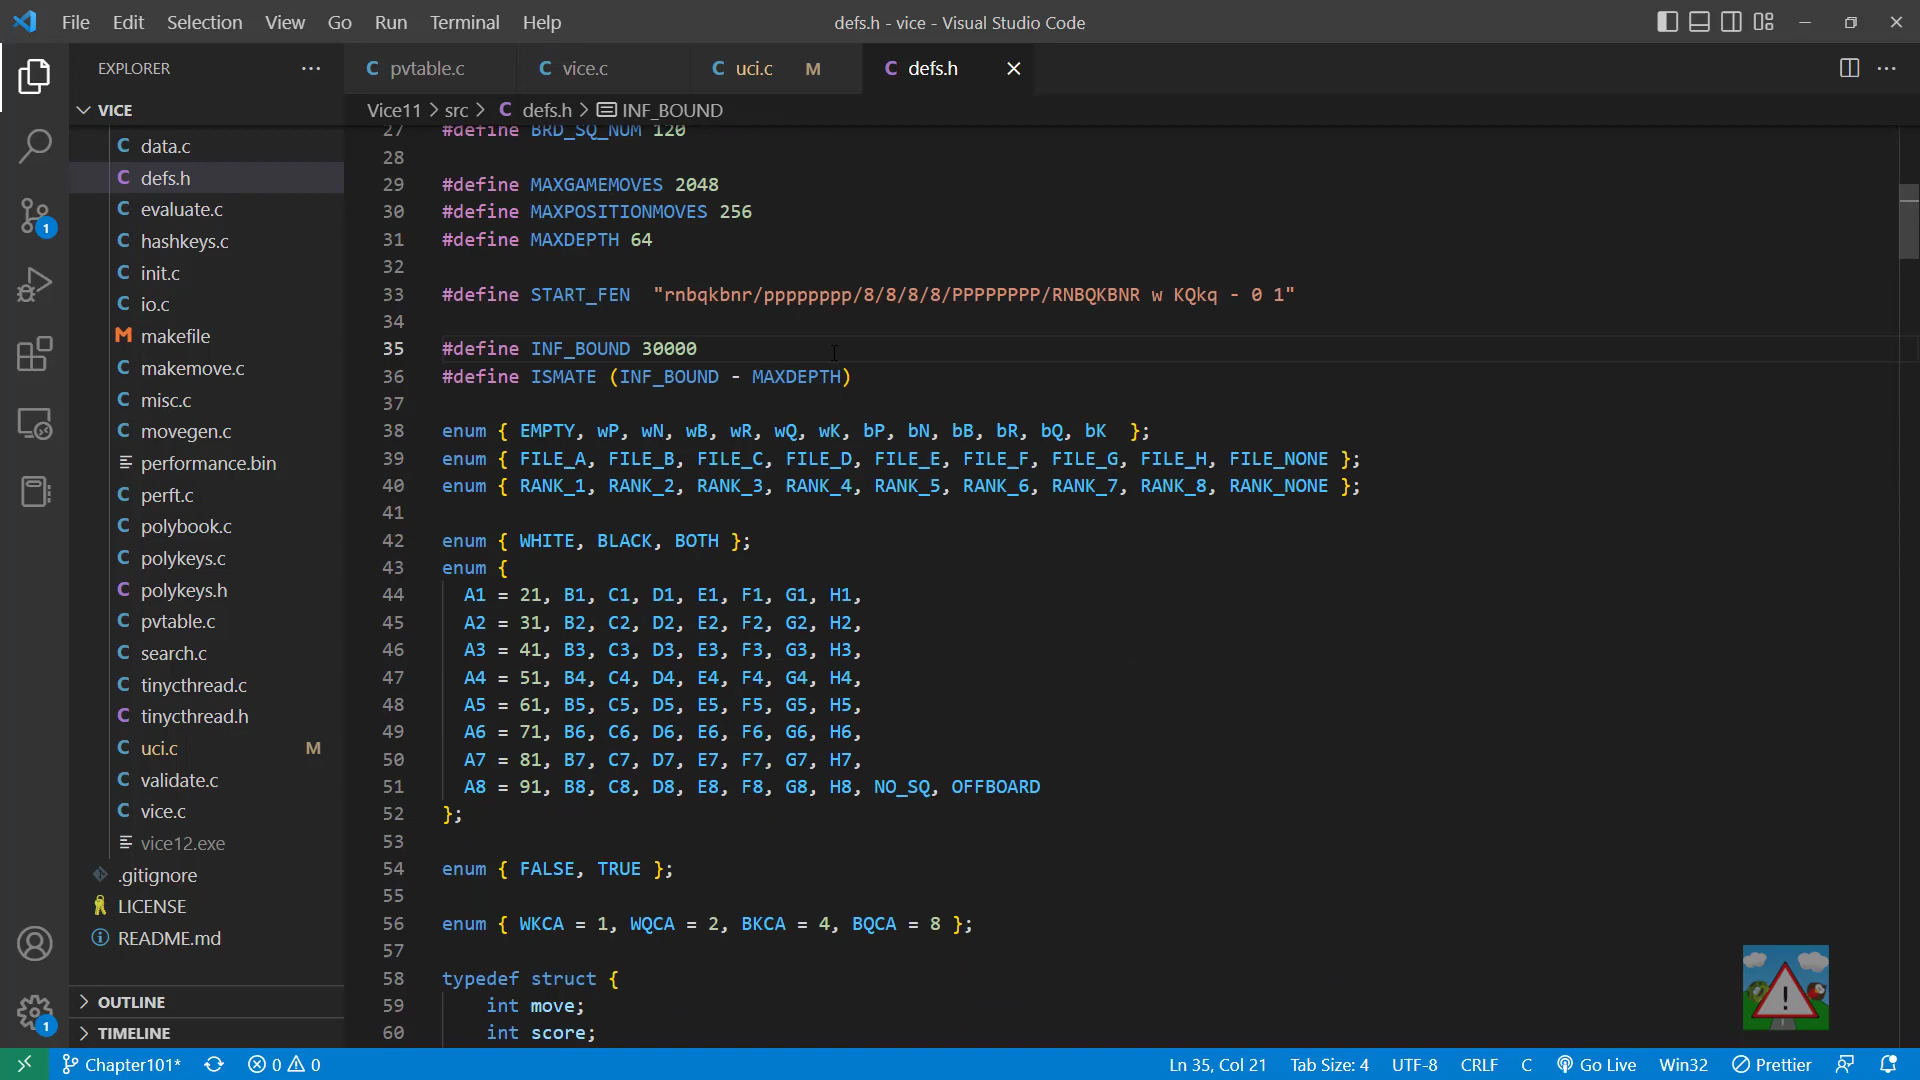 File Edit Selection View Go Run Terminal Help
defs.h - vice - Visual Studio Code
EXPLORER
C pvtable.c
C vice.c
C uci.c M
C defs.h
VICE
Vice11 > src > C defs.h > INF_BOUND
C data.c
C defs.h
C evaluate.c
C hashkeys.c
C init.c
C io.c
M makefile
C makemove.c
C misc.c
C movegen.c
performance.bin
C perft.c
C polybook.c
C polykeys.c
C polykeys.h
C pvtable.c
C search.c
C tinycthread.c
C tinycthread.h
C uci.c M
C validate.c
C vice.c
vice12.exe
.gitignore
LICENSE
README.md
OUTLINE
TIMELINE
1
1
27 #define BRD_SQ_NUM 120
28
29 #define MAXGAMEMOVES 2048
30 #define MAXPOSITIONMOVES 256
31 #define MAXDEPTH 64
32
33 #define START_FEN  "rnbqkbnr/pppppppp/8/8/8/8/PPPPPPPP/RNBQKBNR w KQkq - 0 1"
34
35 #define INF_BOUND 30000
36 #define ISMATE (INF_BOUND - MAXDEPTH)
37
38 enum { EMPTY, wP, wN, wB, wR, wQ, wK, bP, bN, bB, bR, bQ, bK  };
39 enum { FILE_A, FILE_B, FILE_C, FILE_D, FILE_E, FILE_F, FILE_G, FILE_H, FILE_NONE };
40 enum { RANK_1, RANK_2, RANK_3, RANK_4, RANK_5, RANK_6, RANK_7, RANK_8, RANK_NONE };
41
42 enum { WHITE, BLACK, BOTH };
43 enum {
44   A1 = 21, B1, C1, D1, E1, F1, G1, H1,
45   A2 = 31, B2, C2, D2, E2, F2, G2, H2,
46   A3 = 41, B3, C3, D3, E3, F3, G3, H3,
47   A4 = 51, B4, C4, D4, E4, F4, G4, H4,
48   A5 = 61, B5, C5, D5, E5, F5, G5, H5,
49   A6 = 71, B6, C6, D6, E6, F6, G6, H6,
50   A7 = 81, B7, C7, D7, E7, F7, G7, H7,
51   A8 = 91, B8, C8, D8, E8, F8, G8, H8, NO_SQ, OFFBOARD
52 };
53
54 enum { FALSE, TRUE };
55
56 enum { WKCA = 1, WQCA = 2, BKCA = 4, BQCA = 8 };
57
58 typedef struct {
59     int move;
60     int score;
Chapter101* 0 0 Ln 35, Col 21 Tab Size: 4 UTF-8 CRLF C Go Live Win32 Prettier